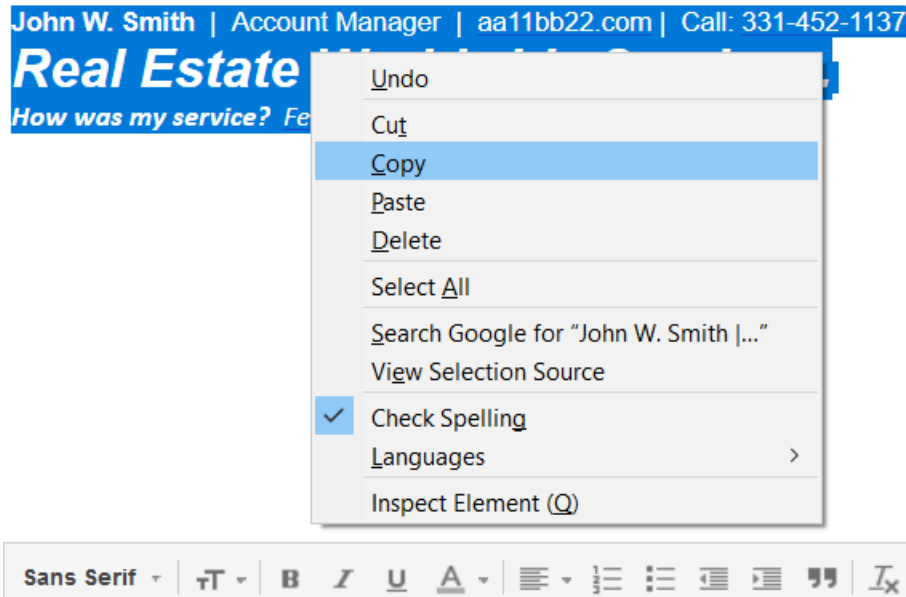 John W. Smith | Account Manager | aa11bb22.com | Call: 331-452-1137
Real Estate
How was my service?
Undo
Cut
Copy
Paste
Delete
Select All
Search Google for “John W. Smith |...”
View Selection Source
Check Spelling
Languages
Inspect Element (Q)
Sans Serif